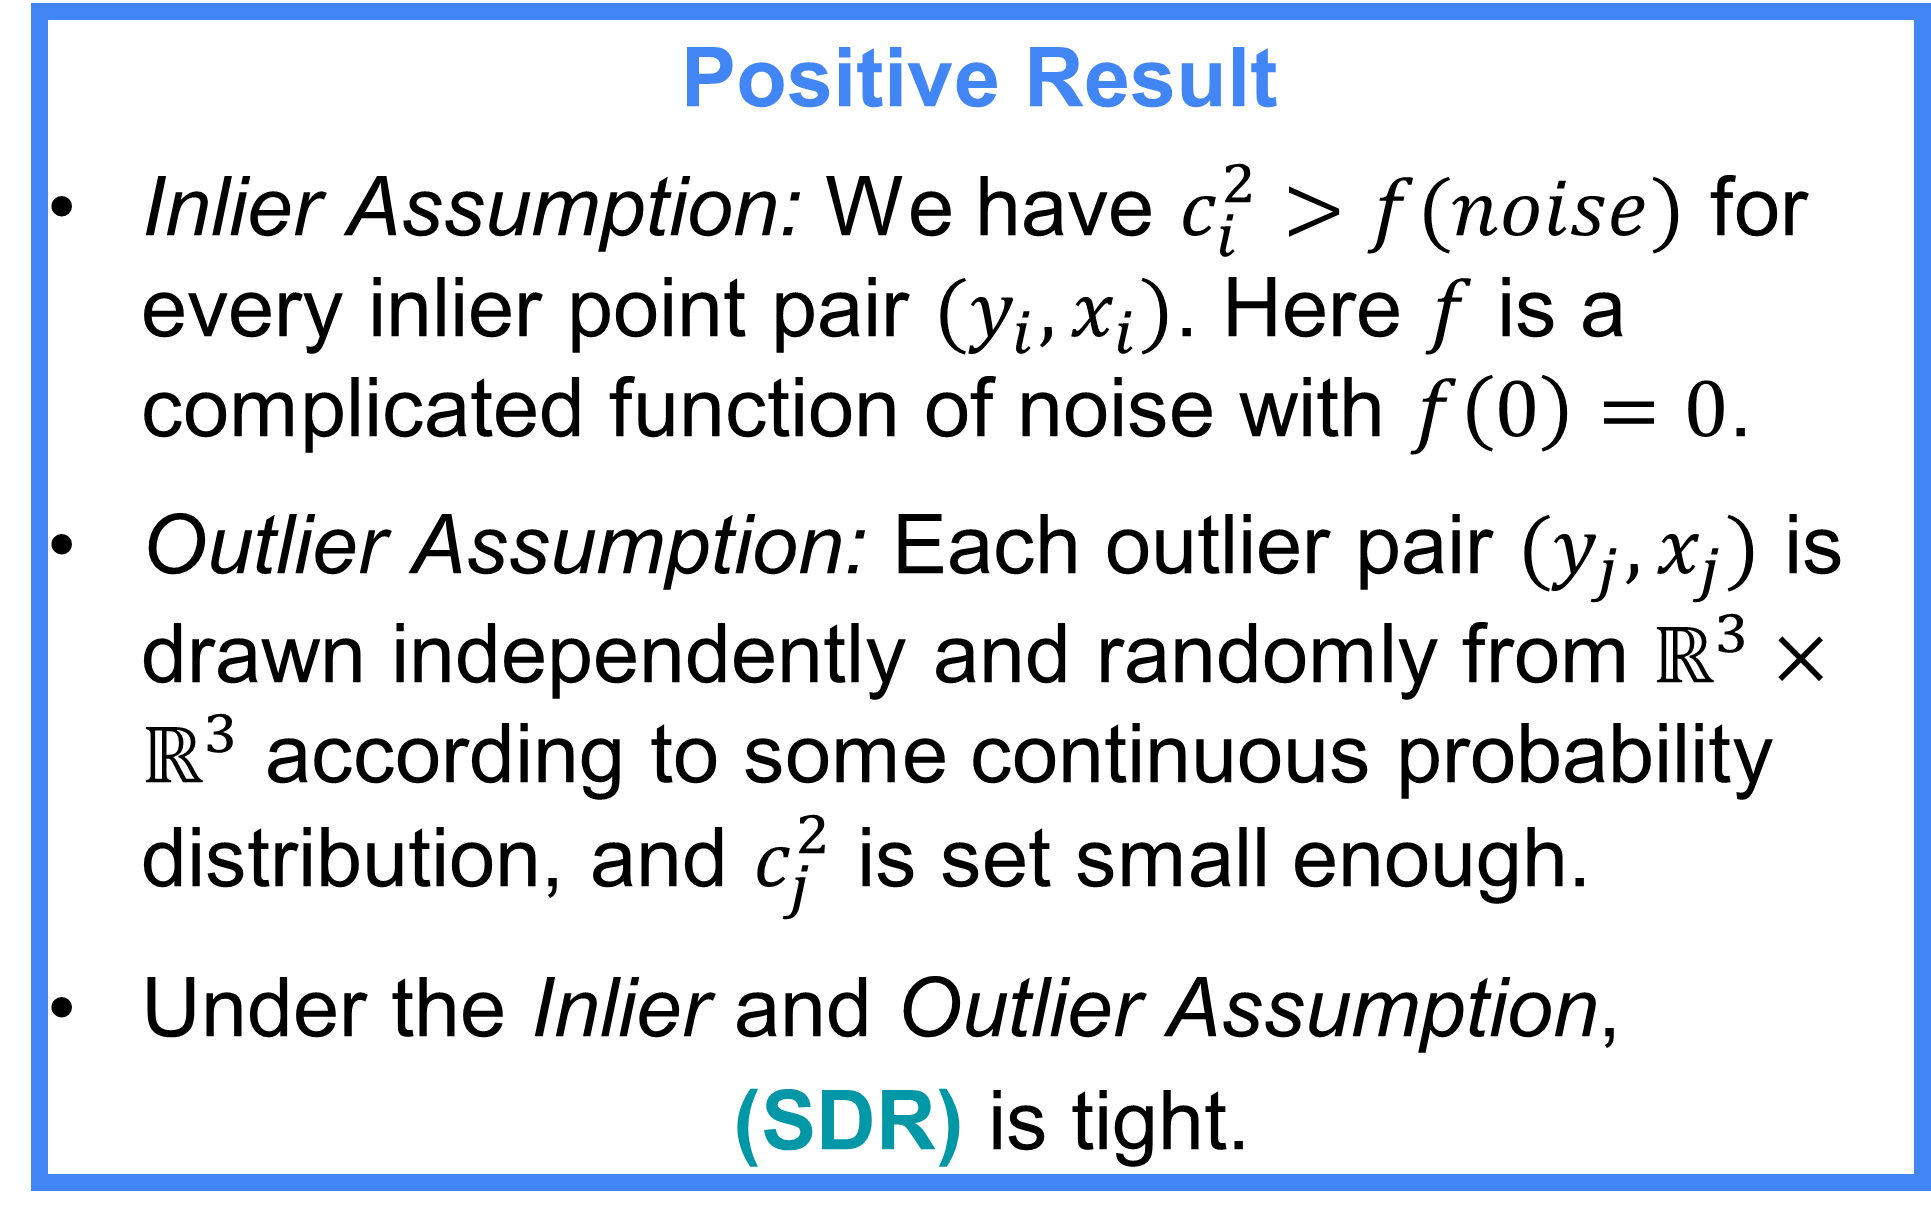 Positive Result
• Inlier Assumption: We have $c_i^2 > f(noise)$ for
every inlier point pair $(y_i, x_i)$. Here $f$ is a
complicated function of noise with $f(0) = 0$.
• Outlier Assumption: Each outlier pair $(y_j, x_j)$ is
drawn independently and randomly from $\mathbb{R}^3 \times$
$\mathbb{R}^3$ according to some continuous probability
distribution, and $c_j^2$ is set small enough.
• Under the Inlier and Outlier Assumption,
(SDR) is tight.